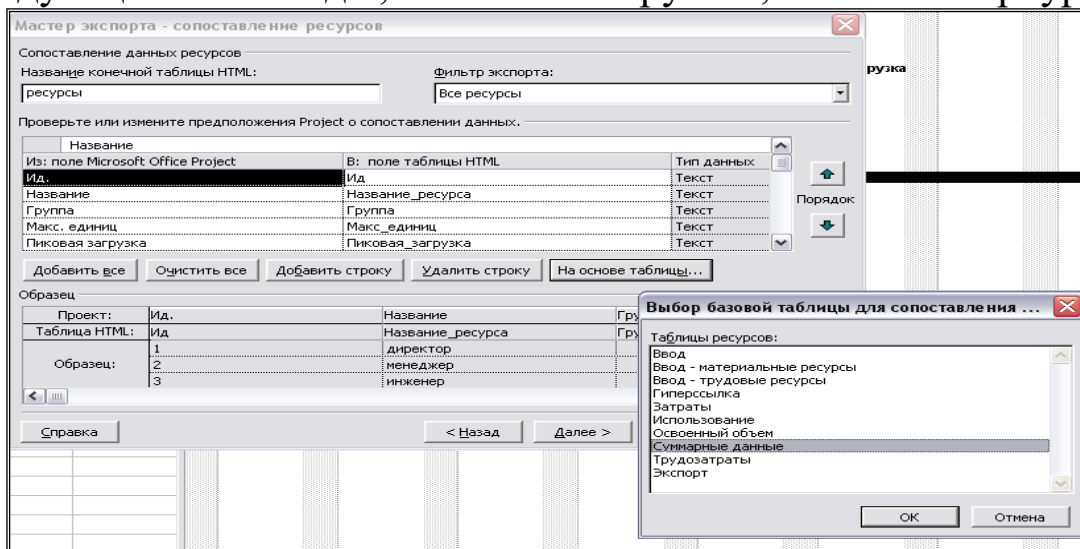 Мастер экспорта - сопоставление ресурсов
Сопоставление данных ресурсов
Название конечной таблицы HTML: Фильтр экспорта:
ресурсы Все ресурсы
рузка
Проверьте или измените предположения Project о сопоставлении данных.
Название
Из: поле Microsoft Office Project В: поле таблицы HTML Тип данных
Ид. Ид Текст
Название Название_ресурса Текст
Группа Группа Текст
Макс. единиц Макс_единиц Текст
Пиковая загрузка Пиковая_загрузка Текст
Порядок
Добавить все Очистить все Добавить строку Удалить строку На основе таблицы...
Образец
Проект: Ид. Название Гру
Таблица HTML: Ид Название_ресурса Гру
Образец: 1 директор
2 менеджер
3 инженер
Справка < Назад Далее >
Выбор базовой таблицы для сопоставления ...
Таблицы ресурсов:
Ввод
Ввод - материальные ресурсы
Ввод - трудовые ресурсы
Гиперссылка
Затраты
Использование
Освоенный объем
Суммарные данные
Трудозатраты
Экспорт
ОК Отмена